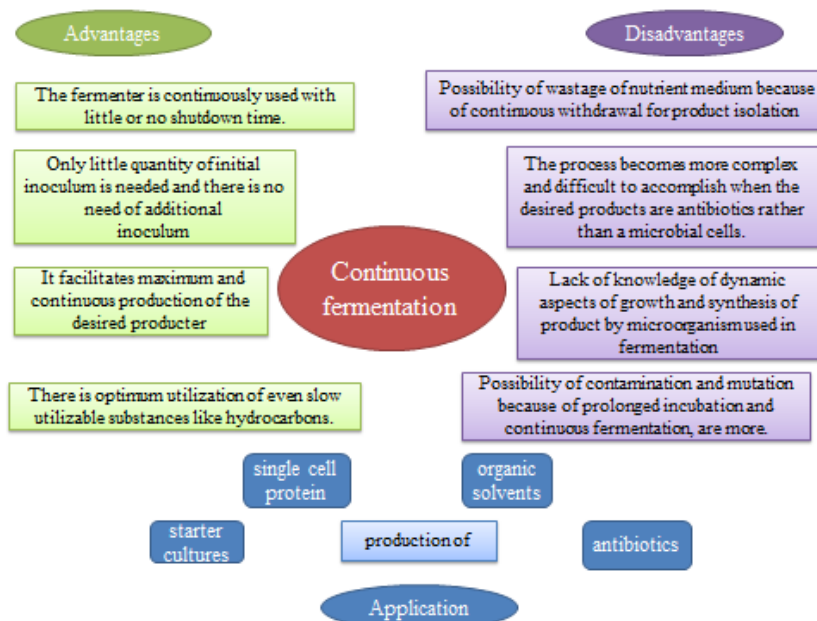 Advantages
Disadvantages
The fermenter is continuously used with
little or no shutdown time.
Possibility of wastage of nutrient medium because
of continuous withdrawal for product isolation
Only little quantity of initial
inoculum is needed and there is no
need of additional
inoculum
The process becomes more complex
and difficult to accomplish when the
desired products are antibiotics rather
than a microbial cells.
Continuous
fermentation
It facilitates maximum and
continuous production of the
desired producter
Lack of knowledge of dynamic
aspects of growth and synthesis of
product by microorganism used in
fermentation
There is optimum utilization of even slow
utilizable substances like hydrocarbons.
Possibility of contamination and mutation
because of prolonged incubation and
continuous fermentation, are more.
single cell
protein
organic
solvents
starter
cultures
production of
antibiotics
Application